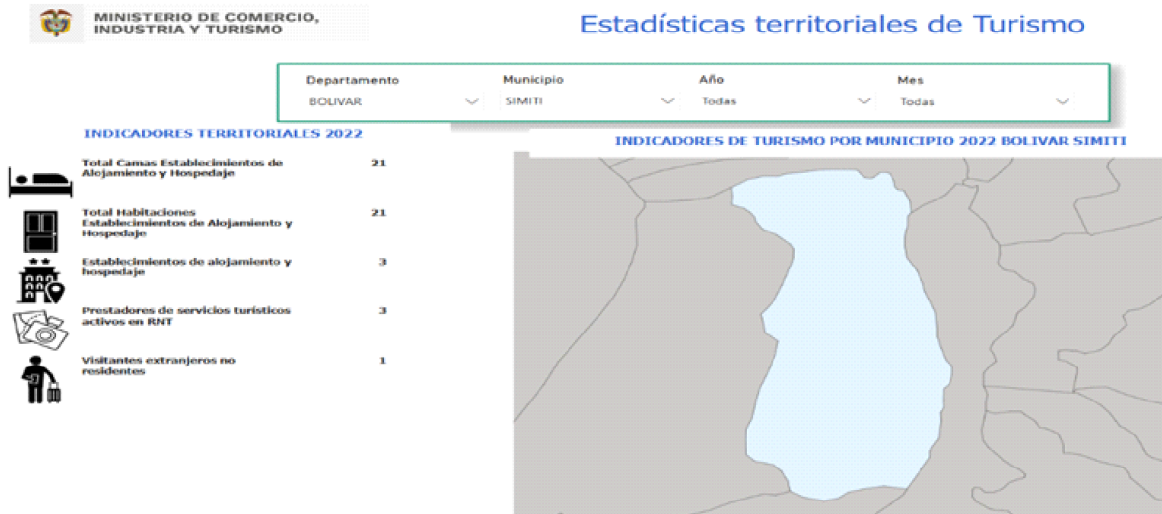 MINISTERIO DE COMERCIO,
INDUSTRIA Y TURISMO
Estadísticas territoriales de Turismo
Departamento
BOLIVAR
Municipio
SIMITI
Año
Todas
Mes
Todas
INDICADORES TERRITORIALES 2022
Total Camas Establecimientos de
Alojamiento y Hospedaje
21
Total Habitaciones
Establecimientos de Alojamiento y
Hospedaje
21
Establecimientos de alojamiento y
hospedaje
3
Prestadores de servicios turísticos
activos en RNT
3
Visitantes extranjeros no
residentes
1
INDICADORES DE TURISMO POR MUNICIPIO 2022 BOLIVAR SIMITI